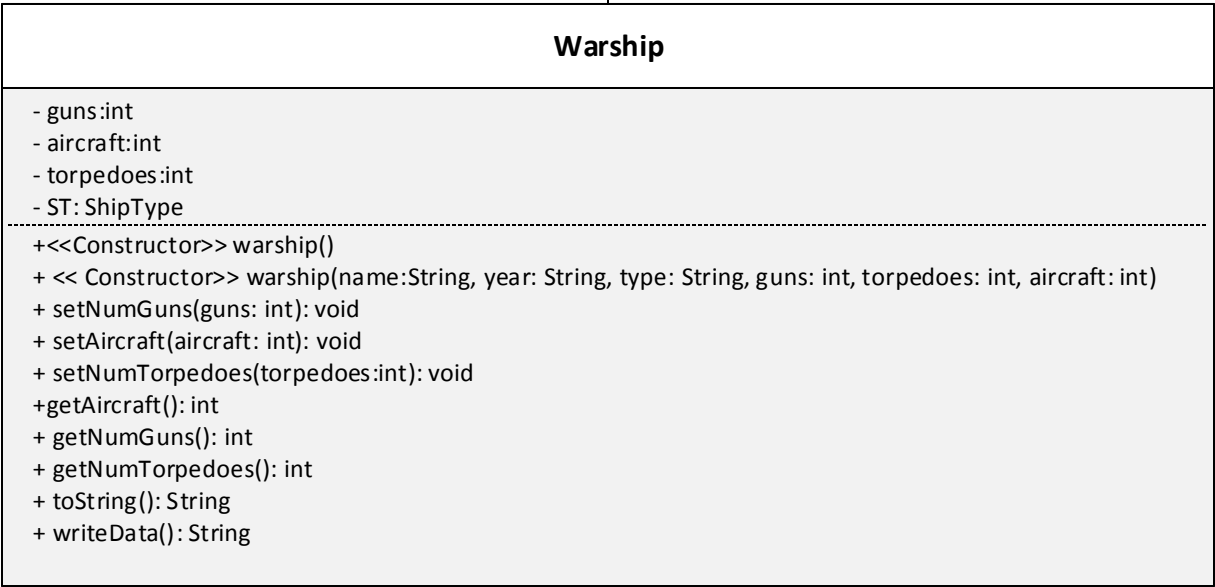 Warship
- guns:int
- aircraft:int
- torpedoes:int
- ST: ShipType
+<<Constructor>> warship()
+ << Constructor>> warship(name:String, year: String, type: String, guns: int, torpedoes: int, aircraft: int)
+ setNumGuns(guns: int): void
+ setAircraft(aircraft: int): void
+ setNumTorpedoes(torpedoes:int): void
+getAircraft(): int
+ getNumGuns(): int
+ getNumTorpedoes(): int
+ toString(): String
+ writeData(): String